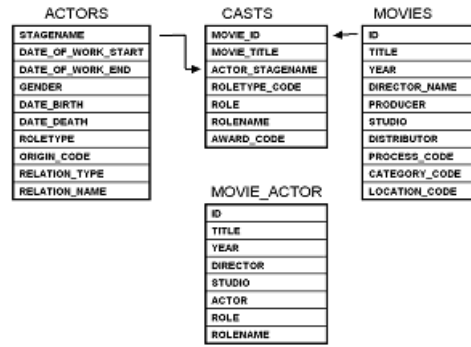 ACTORS
STAGENAME
DATE_OF_WORK_START
DATE_OF_WORK_END
GENDER
DATE_BIRTH
DATE_DEATH
ROLETYPE
ORIGIN_CODE
RELATION_TYPE
RELATION_NAME
CASTS
MOVIE_ID
MOVIE_TITLE
ACTOR_STAGENAME
ROLETYPE_CODE
ROLE
ROLENAME
AWARD_CODE
MOVIES
ID
TITLE
YEAR
DIRECTOR_NAME
PRODUCER
STUDIO
DISTRIBUTOR
PROCESS_CODE
CATEGORY_CODE
LOCATION_CODE
MOVIE_ACTOR
ID
TITLE
YEAR
DIRECTOR
STUDIO
ACTOR
ROLE
ROLENAME